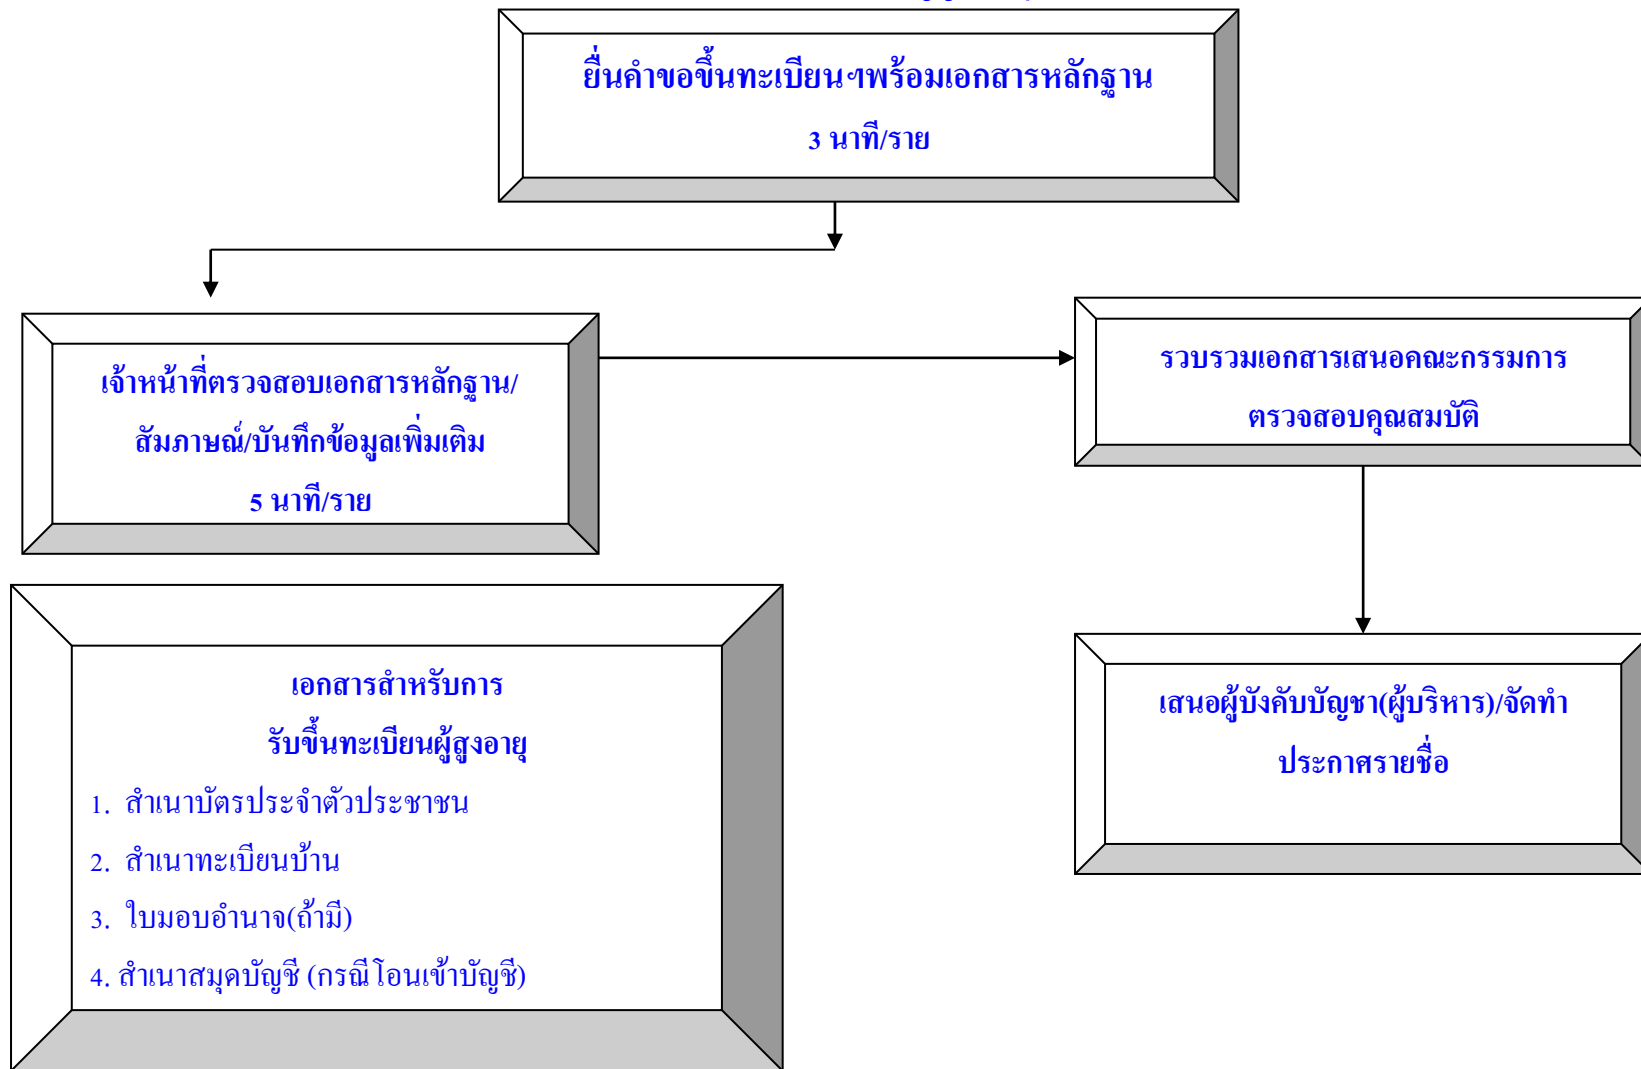 ยื่นคำขอขึ้นทะเบียนฯพร้อมเอกสารหลักฐาน
3 นาที/ราย
เจ้าหน้าที่ตรวจสอบเอกสารหลักฐาน/
สัมภาษณ์/บันทึกข้อมูลเพิ่มเติม
5 นาที/ราย
รวบรวมเอกสารเสนอคณะกรรมการ
ตรวจสอบคุณสมบัติ
เสนอผู้บังคับบัญชา(ผู้บริหาร)/จัดทำ
ประกาศรายชื่อ
เอกสารสำหรับการ
รับขึ้นทะเบียนผู้สูงอายุ
1. สำเนาบัตรประจำตัวประชาชน
2. สำเนาทะเบียนบ้าน
3. ใบมอบอำนาจ(ถ้ามี)
4. สำเนาสมุดบัญชี (กรณีโอนเข้าบัญชี)